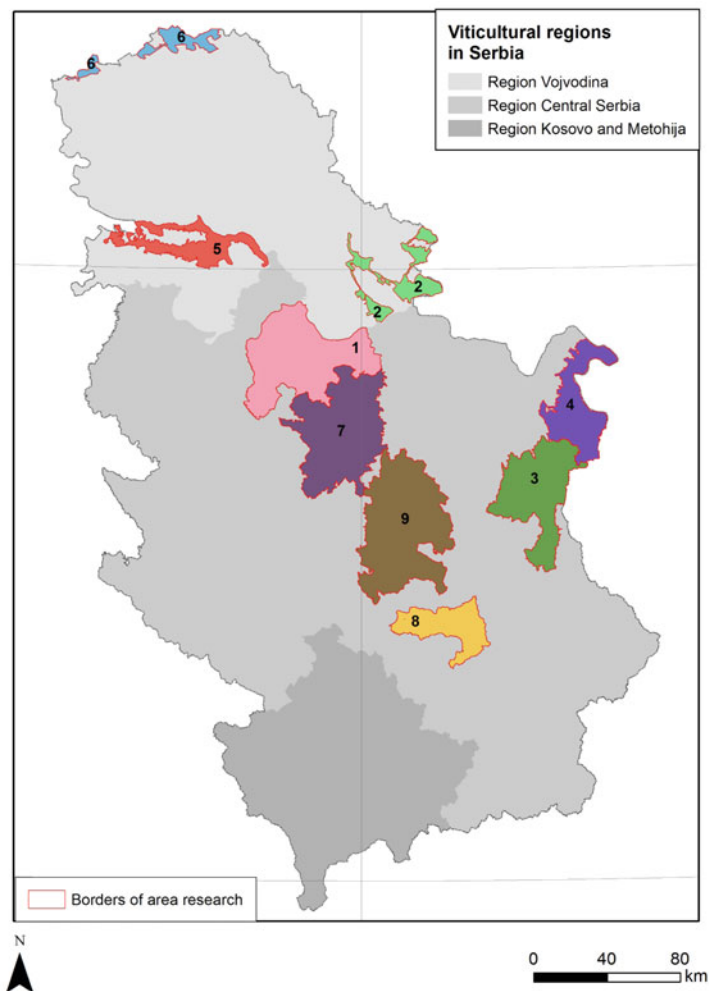 Viticultural regions
in Serbia
Region Vojvodina
Region Central Serbia
Region Kosovo and Metohija
6
6
5
2
2
1
4
7
3
9
8
Borders of area research
N
0 40 80
km